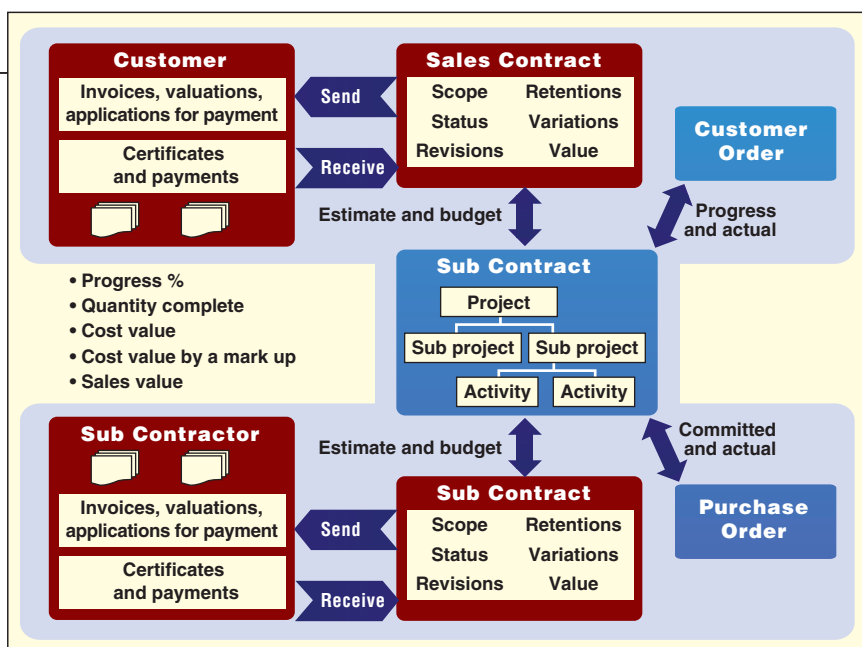 Customer
Invoices, valuations,
applications for payment
Certificates
and payments
Send
Receive
Sales Contract
Scope Retentions
Status Variations
Revisions Value
Customer
Order
Estimate and budget
Progress
and actual
• Progress %
• Quantity complete
• Cost value
• Cost value by a mark up
• Sales value
Sub Contract
Project
Sub project Sub project
Activity Activity
Sub Contractor
Invoices, valuations,
applications for payment
Certificates
and payments
Estimate and budget
Committed
and actual
Send
Receive
Sub Contract
Scope Retentions
Status Variations
Revisions Value
Purchase
Order